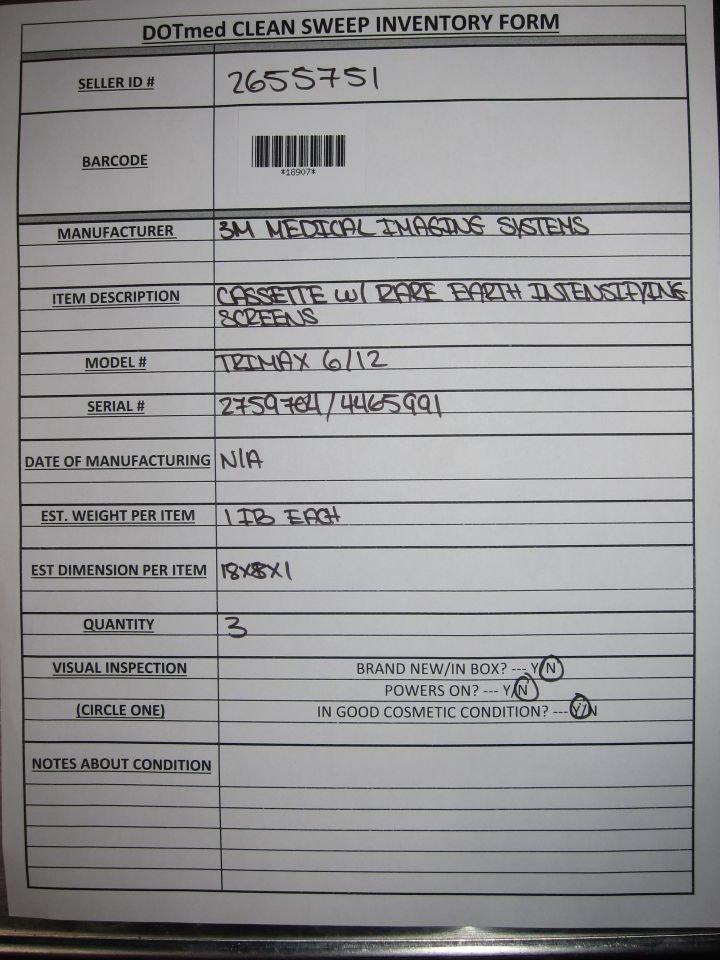 DOTmed CLEAN SWEEP INVENTORY FORM
SELLER ID # 2655751
BARCODE
*18907*
MANUFACTURER 3M MEDICAL IMAGING SYSTEMS
ITEM DESCRIPTION CASSETTE W/ RARE EARTH INTENSIFYING
SCREENS
MODEL # TRIMAX 6/12
SERIAL # 2759764/4465991
DATE OF MANUFACTURING N/A
EST. WEIGHT PER ITEM 1 IB EACH
EST DIMENSION PER ITEM 18X8X1
QUANTITY 3
VISUAL INSPECTION BRAND NEW/IN BOX? --- Y/N
POWERS ON? --- Y/N
(CIRCLE ONE) IN GOOD COSMETIC CONDITION? --- Y/N
NOTES ABOUT CONDITION